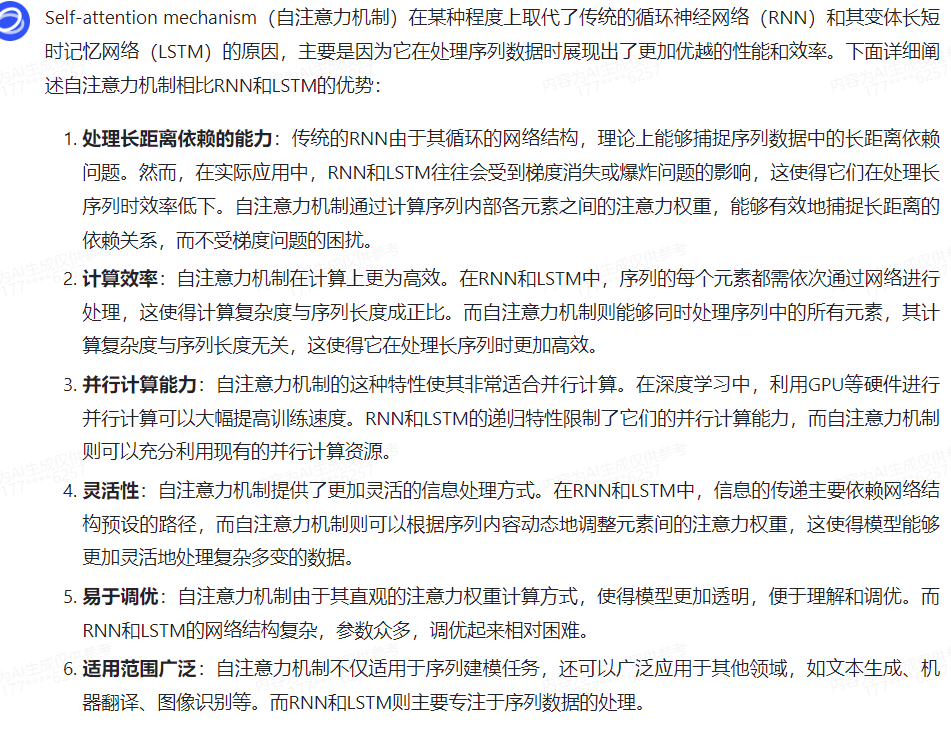 Self-attention mechanism（自注意力机制）在某种程度上取代了传统的循环神经网络（RNN）和其变体长短
时记忆网络（LSTM）的原因，主要是因为它在处理序列数据时展现出了更加优越的性能和效率。下面详细阐
述自注意力机制相比RNN和LSTM的优势：
1. 处理长距离依赖的能力：传统的RNN由于其循环的网络结构，理论上能够捕捉序列数据中的长距离依赖
问题。然而，在实际应用中，RNN和LSTM往往会受到梯度消失或爆炸问题的影响，这使得它们在处理长
序列时效率低下。自注意力机制通过计算序列内部各元素之间的注意力权重，能够有效地捕捉长距离的
依赖关系，而不受梯度问题的困扰。
2. 计算效率：自注意力机制在计算上更为高效。在RNN和LSTM中，序列的每个元素都需依次通过网络进行
处理，这使得计算复杂度与序列长度成正比。而自注意力机制则能够同时处理序列中的所有元素，其计
算复杂度与序列长度无关，这使得它在处理长序列时更加高效。
3. 并行计算能力：自注意力机制的这种特性使其非常适合并行计算。在深度学习中，利用GPU等硬件进行
并行计算可以大幅提高训练速度。RNN和LSTM的递归特性限制了它们的并行计算能力，而自注意力机制
则可以充分利用现有的并行计算资源。
4. 灵活性：自注意力机制提供了更加灵活的信息处理方式。在RNN和LSTM中，信息的传递主要依赖网络结
构预设的路径，而自注意力机制则可以根据序列内容动态地调整元素间的注意力权重，这使得模型能够
更加灵活地处理复杂多变的数据。
5. 易于调优：自注意力机制由于其直观的注意力权重计算方式，使得模型更加透明，便于理解和调优。而
RNN和LSTM的网络结构复杂，参数众多，调优起来相对困难。
6. 适用范围广泛：自注意力机制不仅适用于序列建模任务，还可以广泛应用于其他领域，如文本生成、机
器翻译、图像识别等。而RNN和LSTM则主要专注于序列数据的处理。